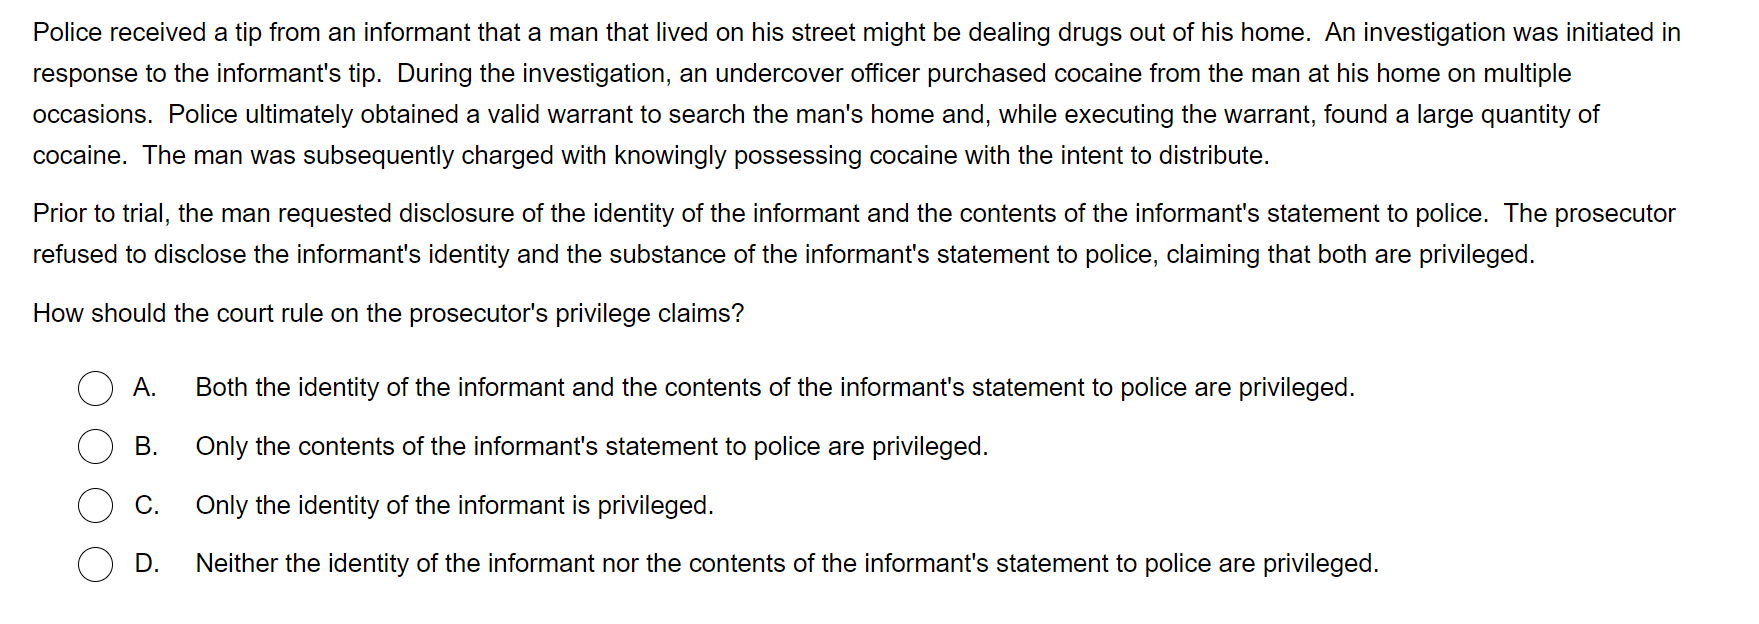 Police received a tip from an informant that a man that lived on his street might be dealing drugs out of his home.  An investigation was initiated in
response to the informant's tip.  During the investigation, an undercover officer purchased cocaine from the man at his home on multiple
occasions.  Police ultimately obtained a valid warrant to search the man's home and, while executing the warrant, found a large quantity of
cocaine.  The man was subsequently charged with knowingly possessing cocaine with the intent to distribute.
Prior to trial, the man requested disclosure of the identity of the informant and the contents of the informant's statement to police.  The prosecutor
refused to disclose the informant's identity and the substance of the informant's statement to police, claiming that both are privileged.
How should the court rule on the prosecutor's privilege claims?
A. Both the identity of the informant and the contents of the informant's statement to police are privileged.
B. Only the contents of the informant's statement to police are privileged.
C. Only the identity of the informant is privileged.
D. Neither the identity of the informant nor the contents of the informant's statement to police are privileged.